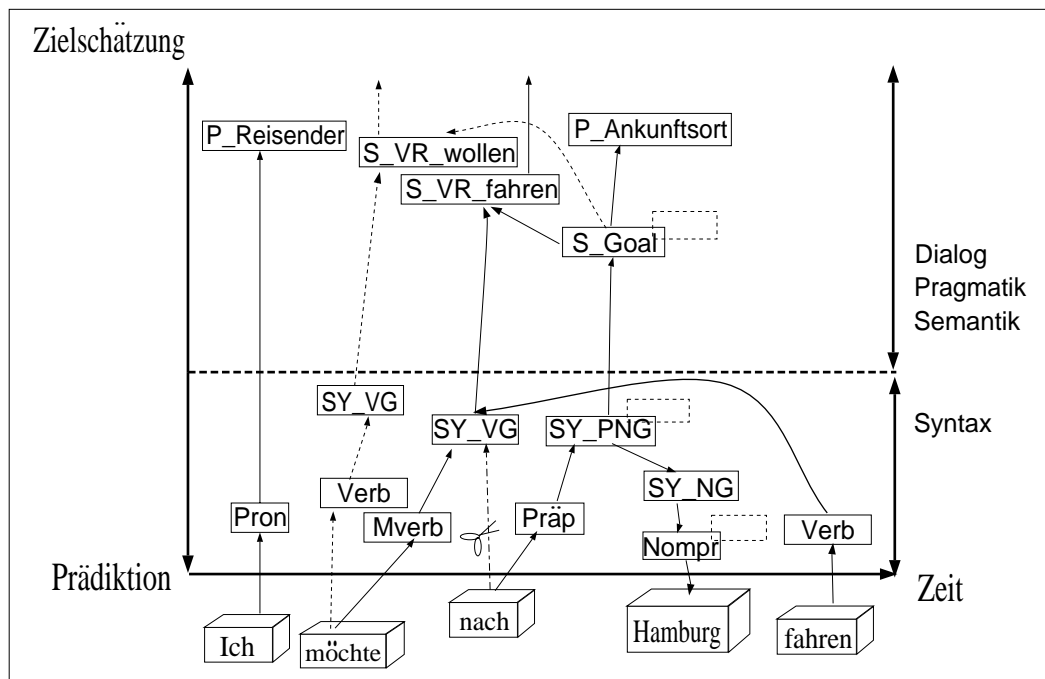 Zielschätzung
P_Reisender
S_VR_wollen
P_Ankunftsort
S_VR_fahren
S_Goal
Dialog
Pragmatik
Semantik
SY_VG
SY_VG
SY_PNG
Syntax
SY_NG
Verb
Pron
Mverb
Präp
Nompr
Verb
Prädiktion
Zeit
Ich
möchte
nach
Hamburg
fahren